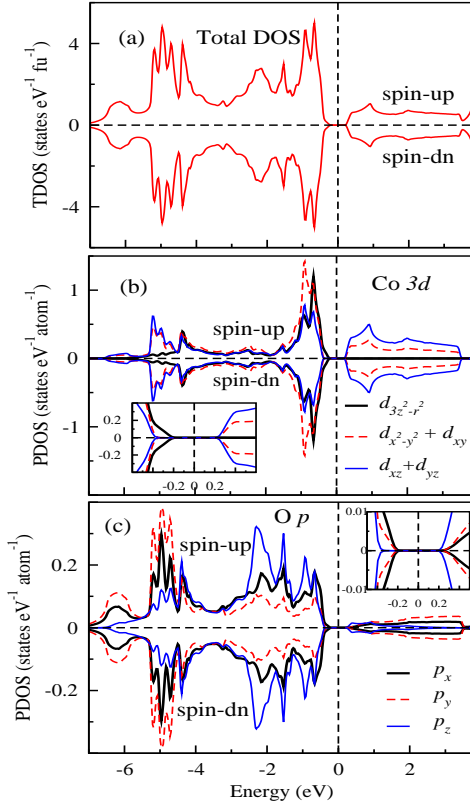 (a) Total DOS
TDOS (states eV⁻¹ fu⁻¹)
4
0
-4
spin-up
spin-dn
(b) Co 3d
PDOS (states eV⁻¹ atom⁻¹)
1
0
-1
spin-up
spin-dn
d3z²-r²
dx²-y² + dxy
dxz+dyz
0.2
0
-0.2
-0.2 0 0.2
(c) O p
PDOS (states eV⁻¹ atom⁻¹)
0.2
0
-0.2
spin-up
spin-dn
0.01
0
-0.01
-0.2 0 0.2
px
py
pz
-6 -4 -2 0 2
Energy (eV)